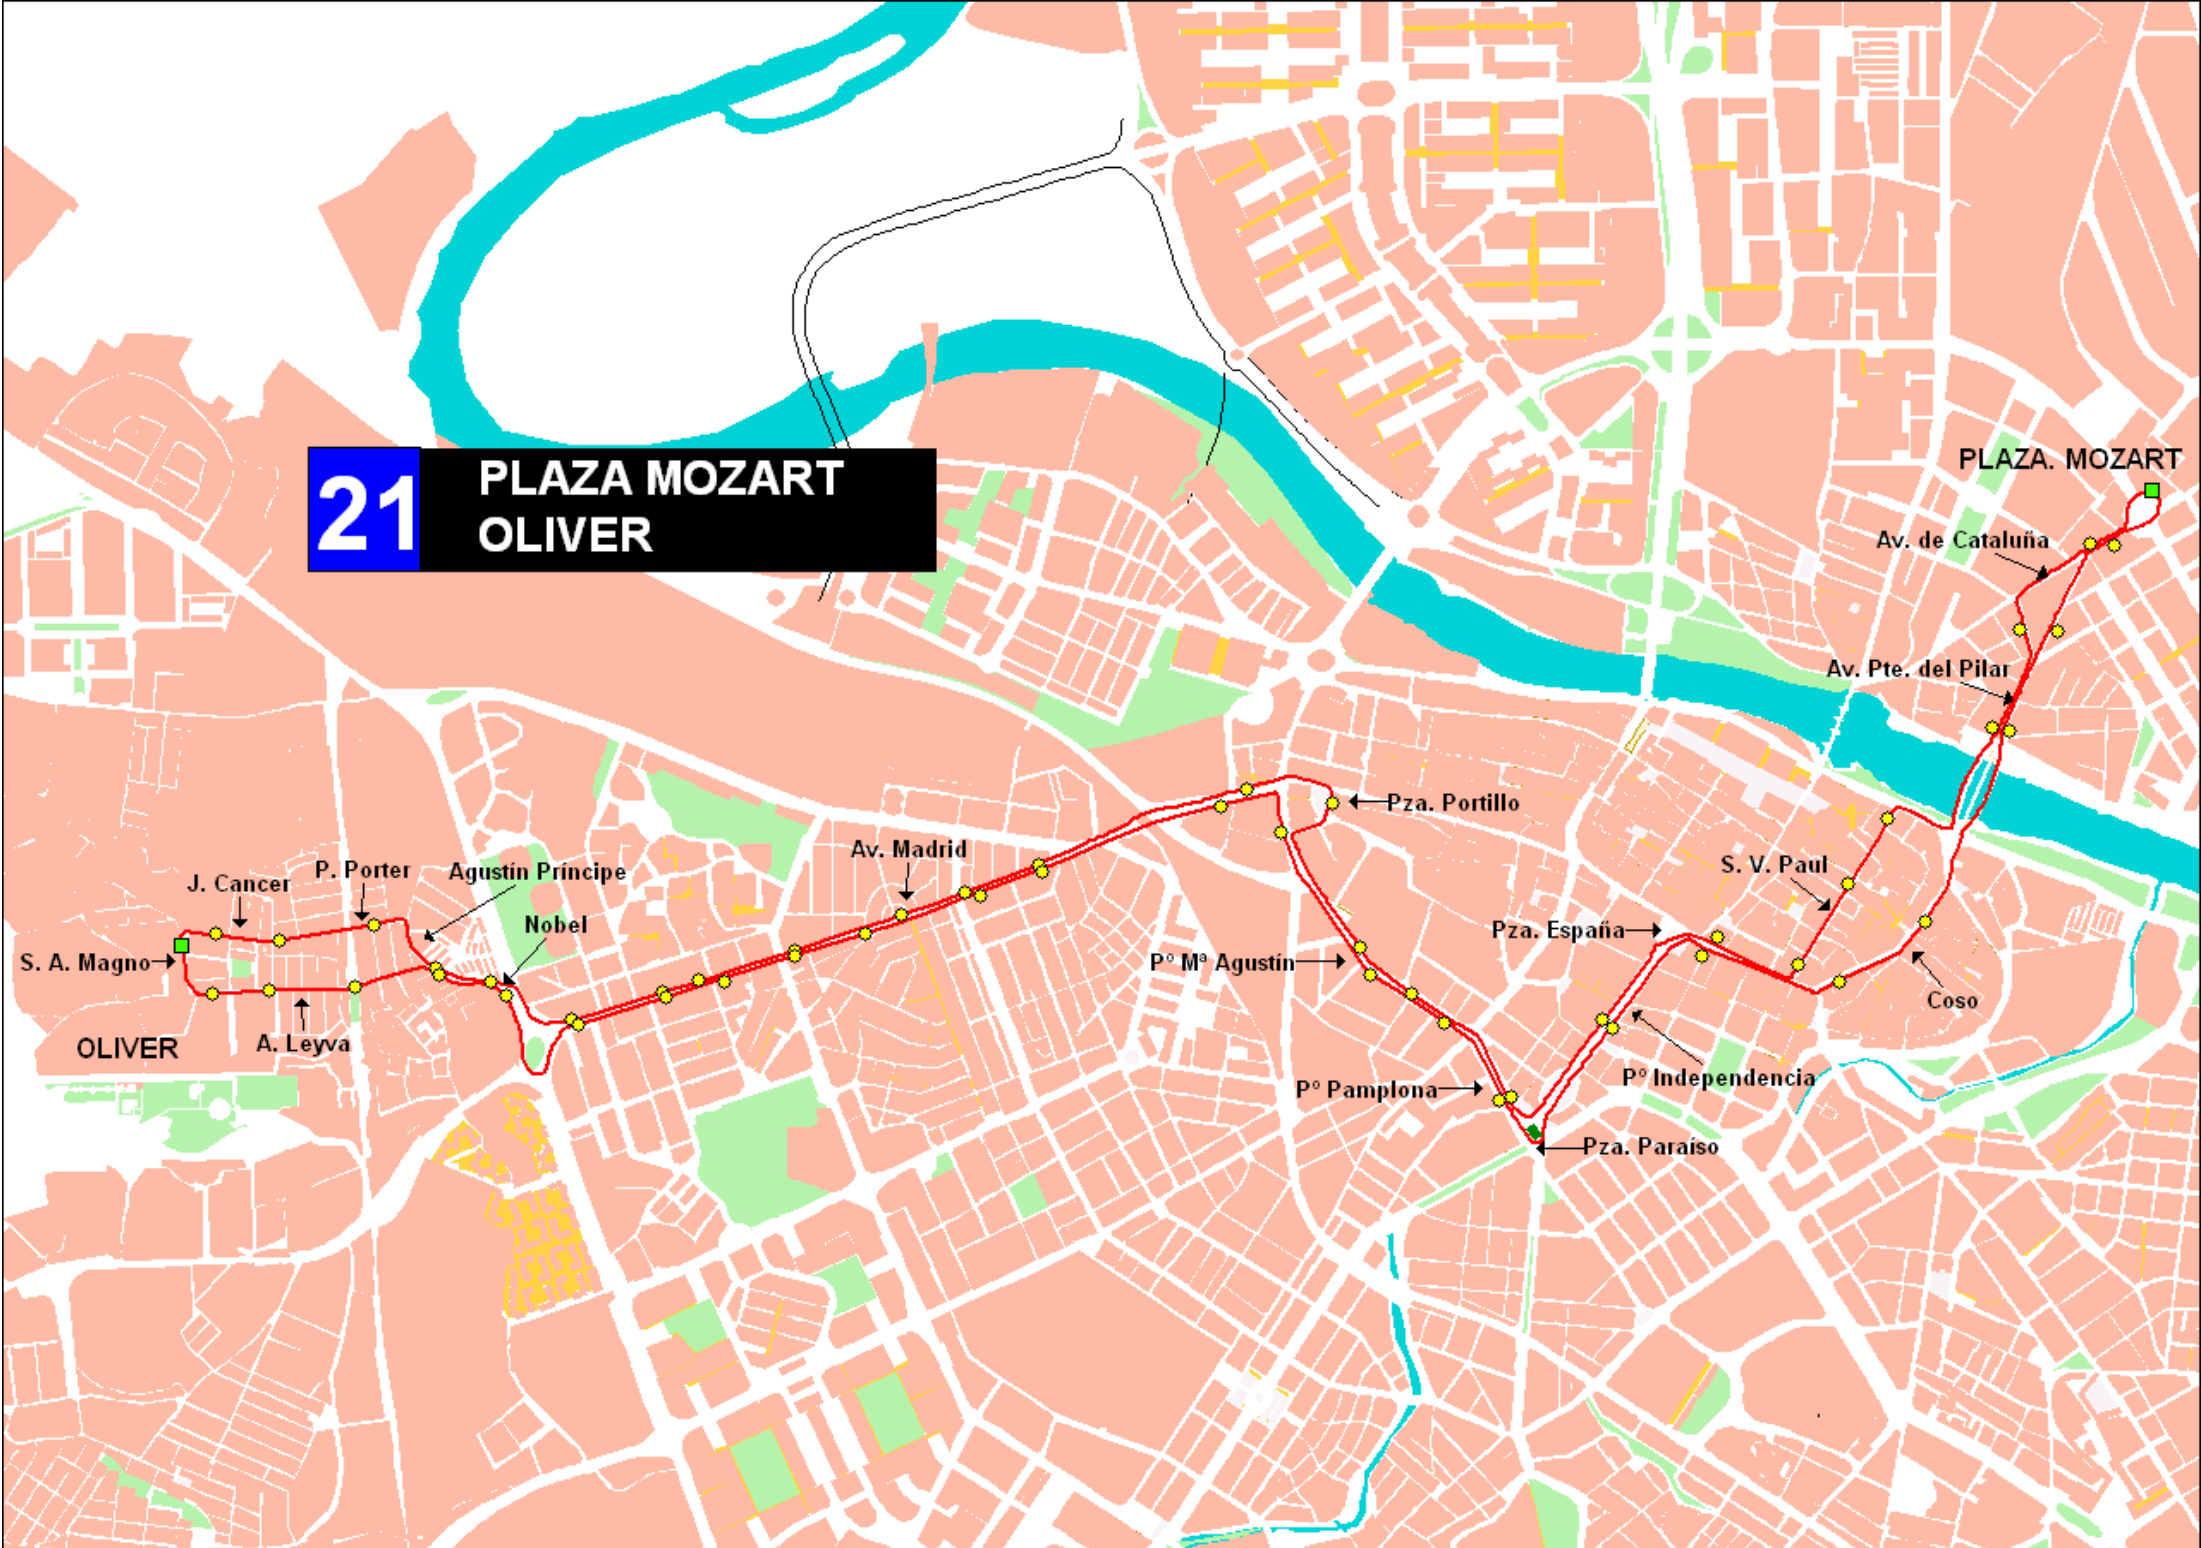 PLAZA. MOZART
21
PLAZA MOZART
OLIVER
Av. de Cataluña
Av. Pte. del Pilar
Pza. Portillo
Av. Madrid
S. V. Paul
P. Porter
Agustín Príncipe
J. Cancer
Nobel
Pza. España
S. A. Magno
Pº Mª Agustín
Coso
OLIVER
A. Leyva
Pº Independencia
Pº Pamplona
Pza. Paraíso